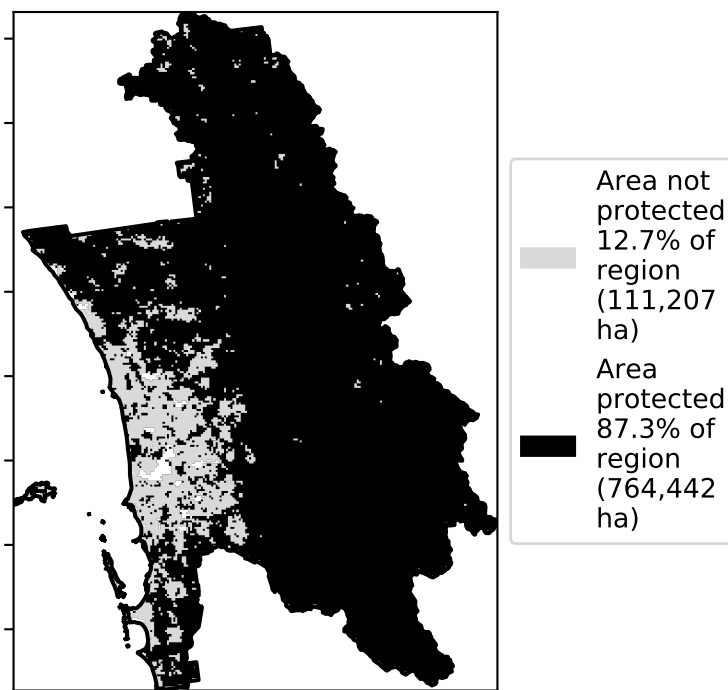 Area not
protected
12.7% of
region
(111,207
ha)
Area
protected
87.3% of
region
(764,442
ha)